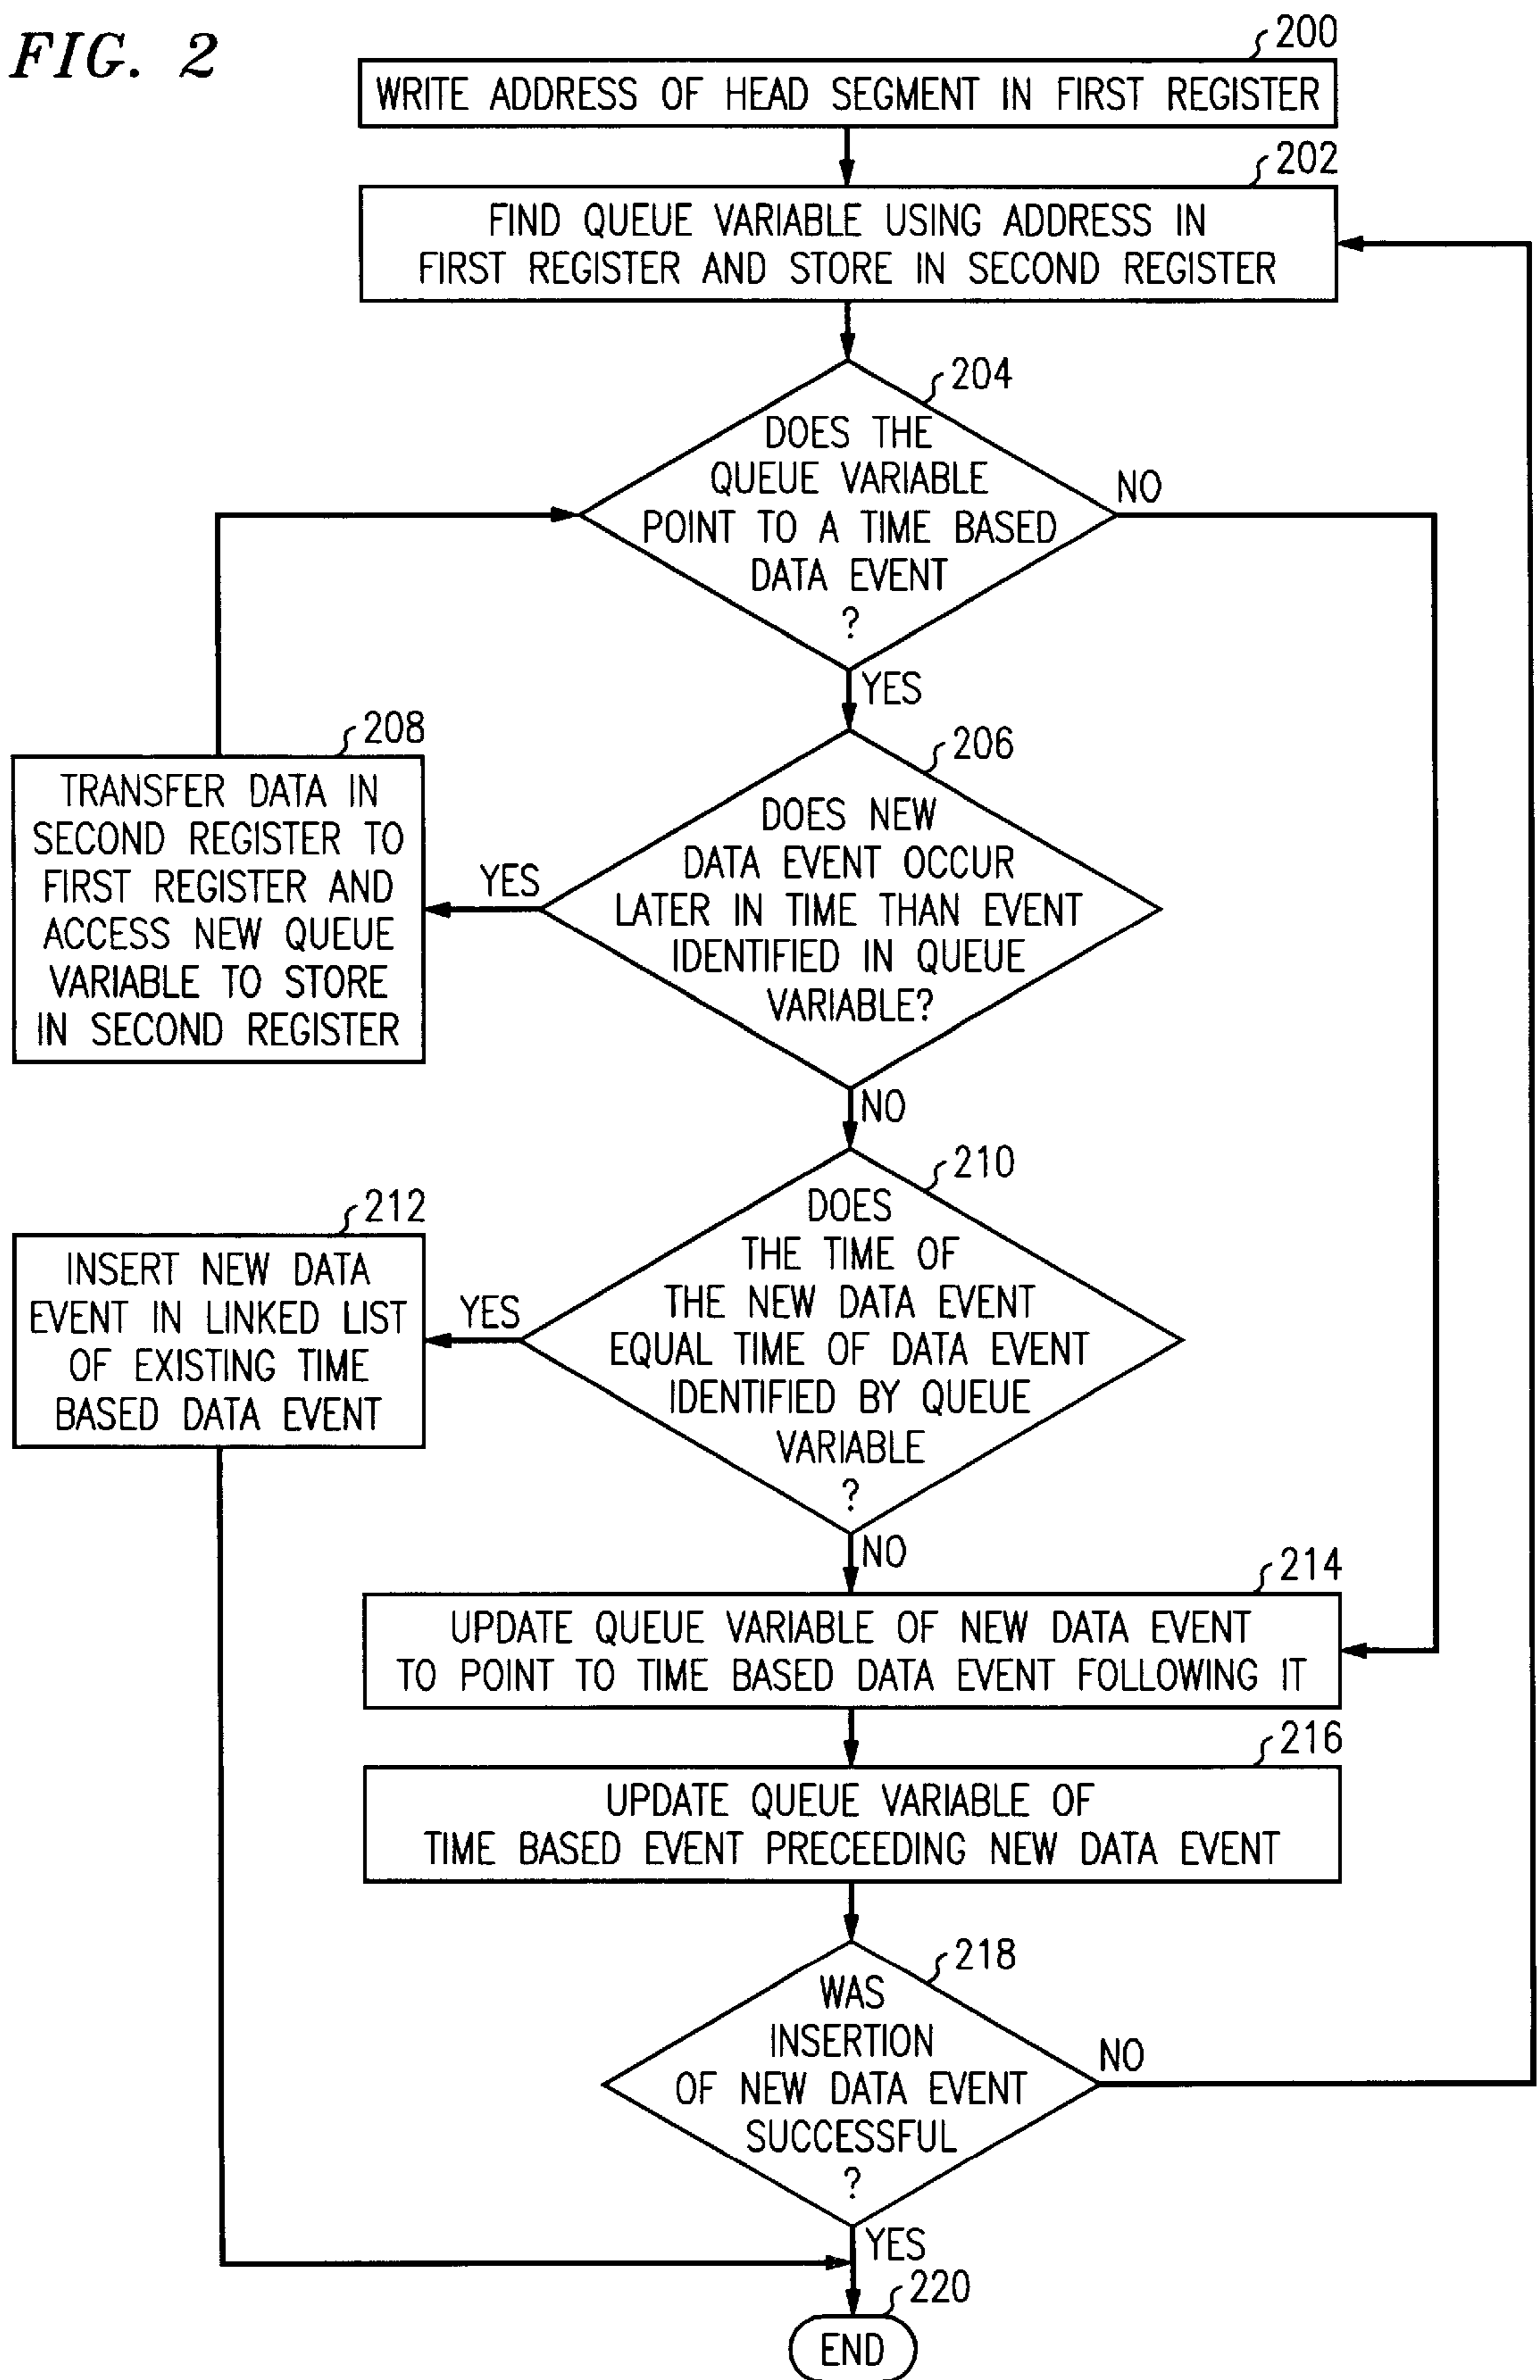 FIG. 2
200
WRITE ADDRESS OF HEAD SEGMENT IN FIRST REGISTER
202
FIND QUEUE VARIABLE USING ADDRESS IN
FIRST REGISTER AND STORE IN SECOND REGISTER
204
DOES THE
QUEUE VARIABLE
POINT TO A TIME BASED
DATA EVENT
?
NO
YES
206
DOES NEW
DATA EVENT OCCUR
LATER IN TIME THAN EVENT
IDENTIFIED IN QUEUE
VARIABLE?
YES
208
TRANSFER DATA IN
SECOND REGISTER TO
FIRST REGISTER AND
ACCESS NEW QUEUE
VARIABLE TO STORE
IN SECOND REGISTER
NO
210
DOES
THE TIME OF
THE NEW DATA EVENT
EQUAL TIME OF DATA EVENT
IDENTIFIED BY QUEUE
VARIABLE
?
YES
212
INSERT NEW DATA
EVENT IN LINKED LIST
OF EXISTING TIME
BASED DATA EVENT
NO
214
UPDATE QUEUE VARIABLE OF NEW DATA EVENT
TO POINT TO TIME BASED DATA EVENT FOLLOWING IT
216
UPDATE QUEUE VARIABLE OF
TIME BASED EVENT PRECEEDING NEW DATA EVENT
218
WAS
INSERTION
OF NEW DATA EVENT
SUCCESSFUL
?
NO
YES
220
END